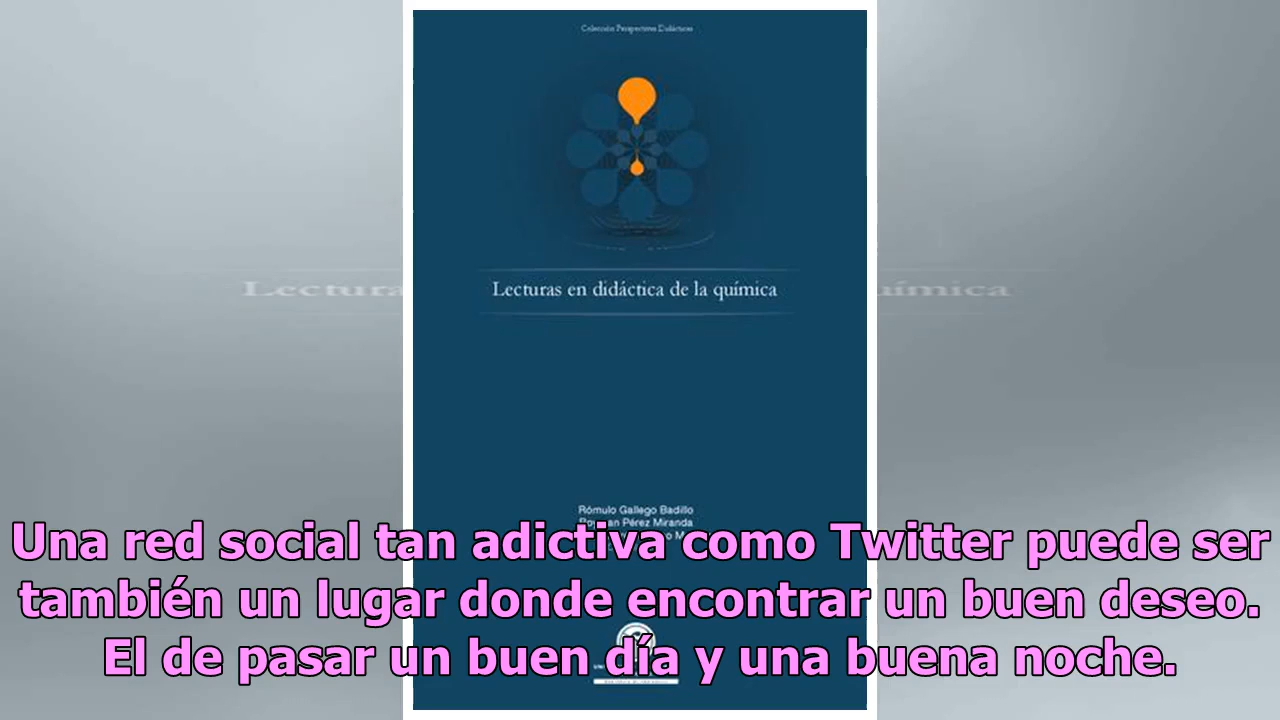 Colección Perspectivas Didácticas
Lecturas en didáctica de la química
Rómulo Gallego Badillo
Pérez Miranda
Una red social tan adictiva como Twitter puede ser
también un lugar donde encontrar un buen deseo.
El de pasar un buen día y una buena noche.